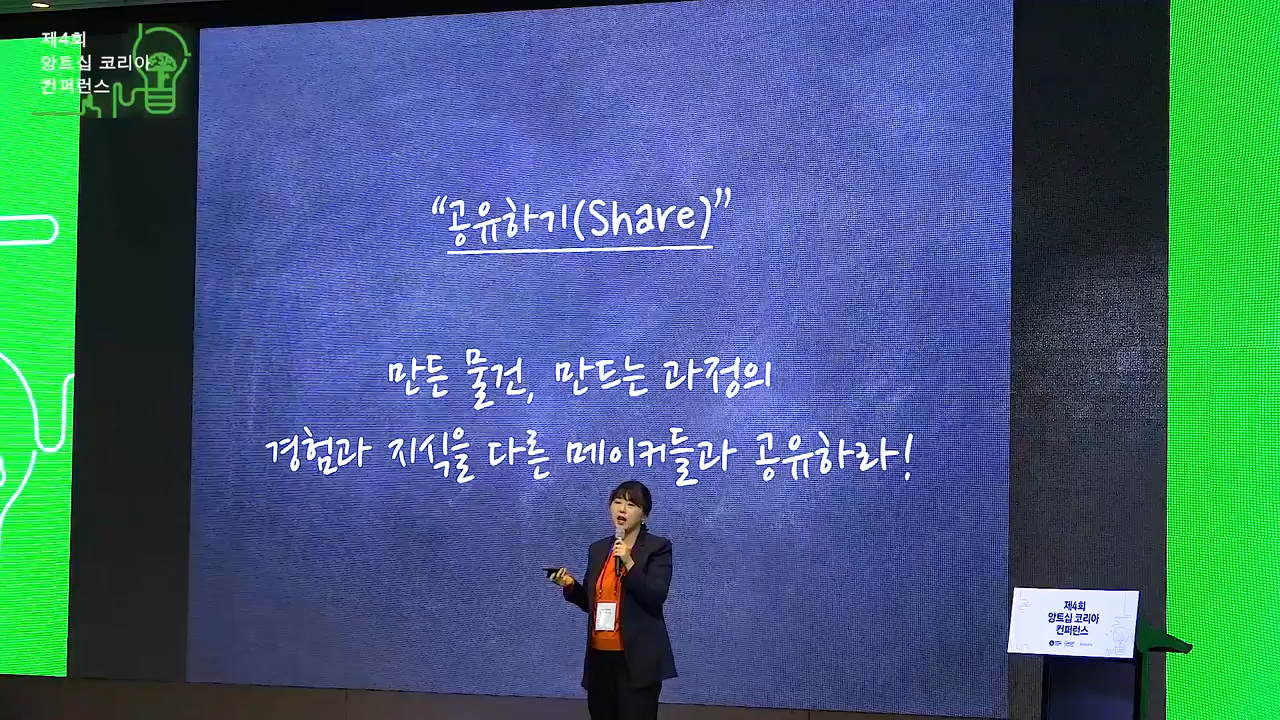 제4회
앙트십 코리아
컨퍼런스
“공유하기(Share)”
만든 물건, 만드는 과정의
경험과 지식을 다른 메이커들과 공유하라!
제4회
앙트십 코리아
컨퍼런스